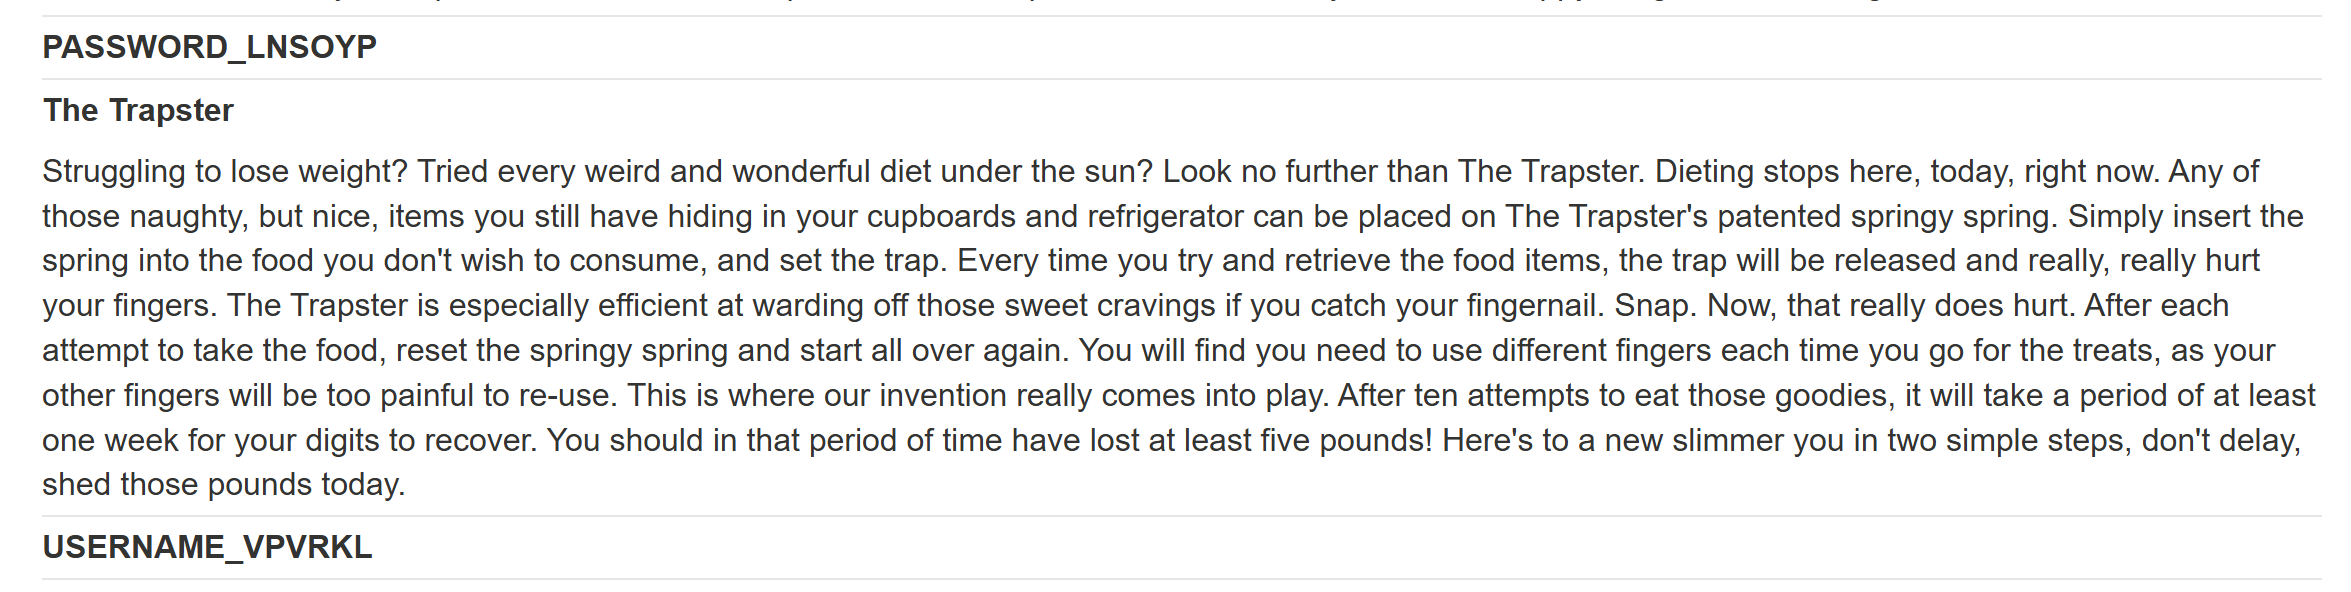 PASSWORD_LNSOYP
The Trapster
Struggling to lose weight? Tried every weird and wonderful diet under the sun? Look no further than The Trapster. Dieting stops here, today, right now. Any of
those naughty, but nice, items you still have hiding in your cupboards and refrigerator can be placed on The Trapster's patented springy spring. Simply insert the
spring into the food you don't wish to consume, and set the trap. Every time you try and retrieve the food items, the trap will be released and really, really hurt
your fingers. The Trapster is especially efficient at warding off those sweet cravings if you catch your fingernail. Snap. Now, that really does hurt. After each
attempt to take the food, reset the springy spring and start all over again. You will find you need to use different fingers each time you go for the treats, as your
other fingers will be too painful to re-use. This is where our invention really comes into play. After ten attempts to eat those goodies, it will take a period of at least
one week for your digits to recover. You should in that period of time have lost at least five pounds! Here's to a new slimmer you in two simple steps, don't delay,
shed those pounds today.
USERNAME_VPVRKL